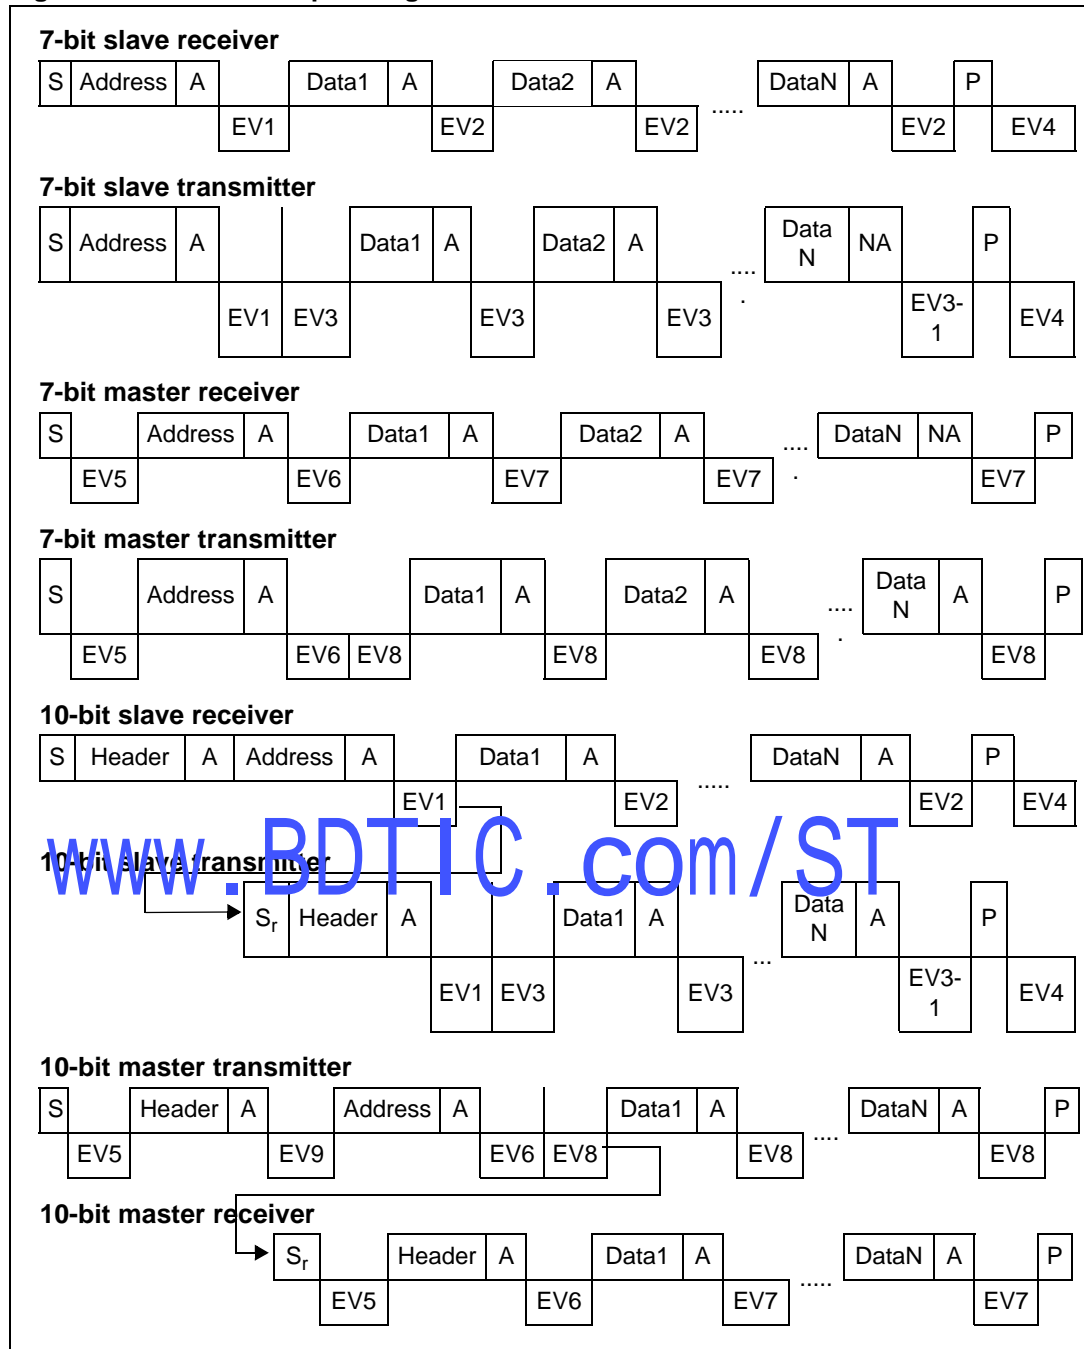 7-bit slave receiver
S Address A Data1 A Data2 A ..... DataN A P
EV1 EV2 EV2 EV2 EV4
7-bit slave transmitter
S Address A Data1 A Data2 A .... . Data N NA P
EV1 EV3 EV3 EV3 EV3-1 EV4
7-bit master receiver
S Address A Data1 A Data2 A .... . DataN NA P
EV5 EV6 EV7 EV7 EV7
7-bit master transmitter
S Address A Data1 A Data2 A .... . Data N A P
EV5 EV6 EV8 EV8 EV8 EV8
10-bit slave receiver
S Header A Address A Data1 A ..... DataN A P
EV1 EV2 EV2 EV4
www.BDTIC.com/ST
10-bit slave transmitter
Sr Header A Data1 A ... Data N A P
EV1 EV3 EV3 EV3-1 EV4
10-bit master transmitter
S Header A Address A Data1 A .... DataN A P
EV5 EV9 EV6 EV8 EV8 EV8
10-bit master receiver
Sr Header A Data1 A ..... DataN A P
EV5 EV6 EV7 EV7